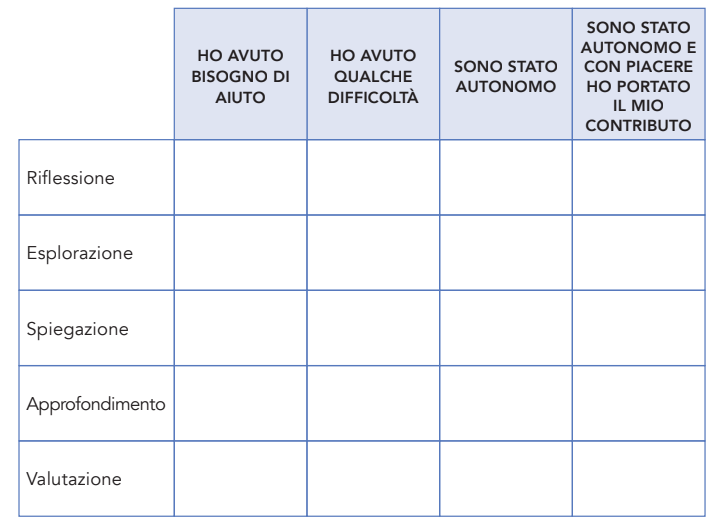 HO AVUTO
BISOGNO DI
AIUTO
HO AVUTO
QUALCHE
DIFFICOLTÀ
SONO STATO
AUTONOMO
SONO STATO
AUTONOMO E
CON PIACERE
HO PORTATO
IL MIO
CONTRIBUTO
Riflessione
Esplorazione
Spiegazione
Approfondimento
Valutazione